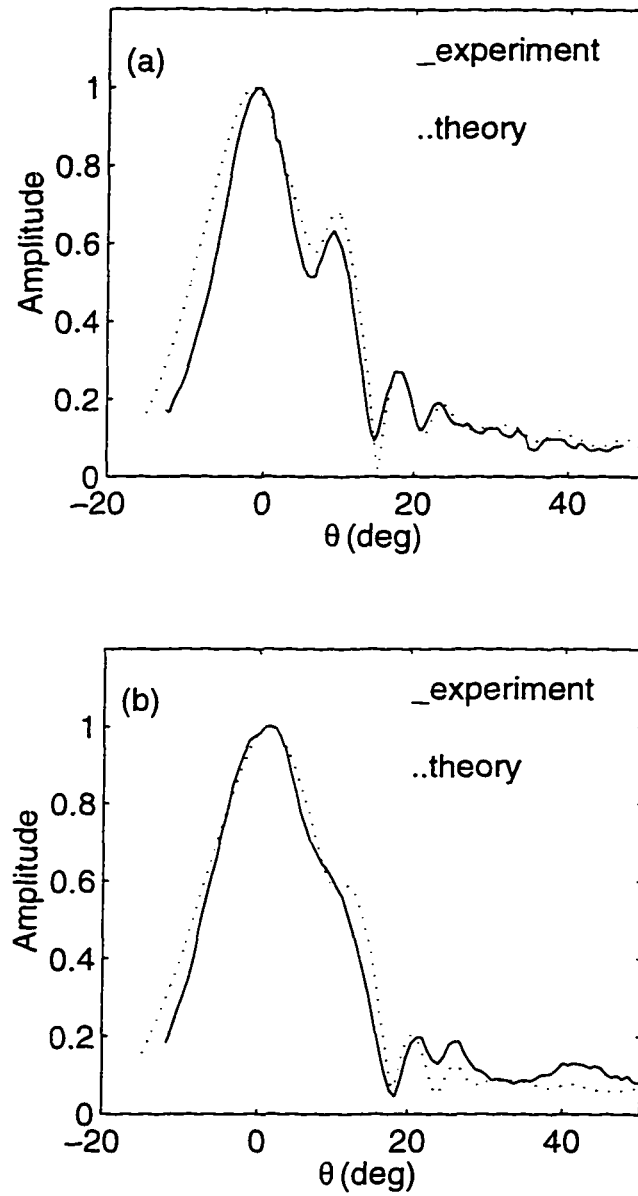 (a)
_experiment
..theory
1
0.8
0.6
0.4
0.2
0
Amplitude
−20
0
20
40
θ (deg)
(b)
_experiment
..theory
1
0.8
0.6
0.4
0.2
0
Amplitude
−20
0
20
40
θ (deg)